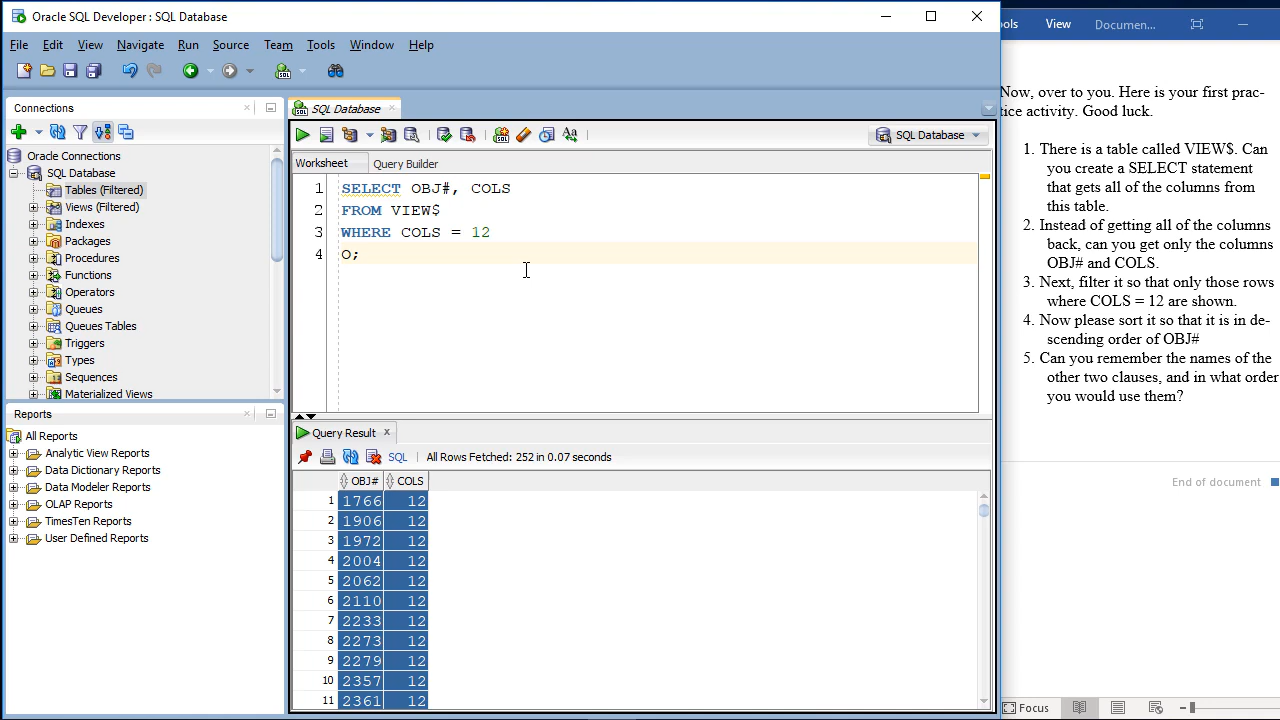 Oracle SQL Developer : SQL Database
File Edit View Navigate Run Source Team Tools Window Help
Connections
Oracle Connections
SQL Database
Tables (Filtered)
Views (Filtered)
Indexes
Packages
Procedures
Functions
Operators
Queues
Queues Tables
Triggers
Types
Sequences
Materialized Views
Reports
All Reports
Analytic View Reports
Data Dictionary Reports
Data Modeler Reports
OLAP Reports
TimesTen Reports
User Defined Reports
SQL Database
SQL Database
Worksheet Query Builder
1 SELECT OBJ#, COLS
2 FROM VIEW$
3 WHERE COLS = 12
4 O;
Query Result
SQL All Rows Fetched: 252 in 0.07 seconds
OBJ# COLS
1 1766 12
2 1906 12
3 1972 12
4 2004 12
5 2062 12
6 2110 12
7 2233 12
8 2273 12
9 2279 12
10 2357 12
11 2361 12
ols View Documen...
Now, over to you. Here is your first prac-
tice activity. Good luck.
1. There is a table called VIEW$. Can
you create a SELECT statement
that gets all of the columns from
this table.
2. Instead of getting all of the columns
back, can you get only the columns
OBJ# and COLS.
3. Next, filter it so that only those rows
where COLS = 12 are shown.
4. Now please sort it so that it is in de-
scending order of OBJ#
5. Can you remember the names of the
other two clauses, and in what order
you would use them?
End of document
Focus